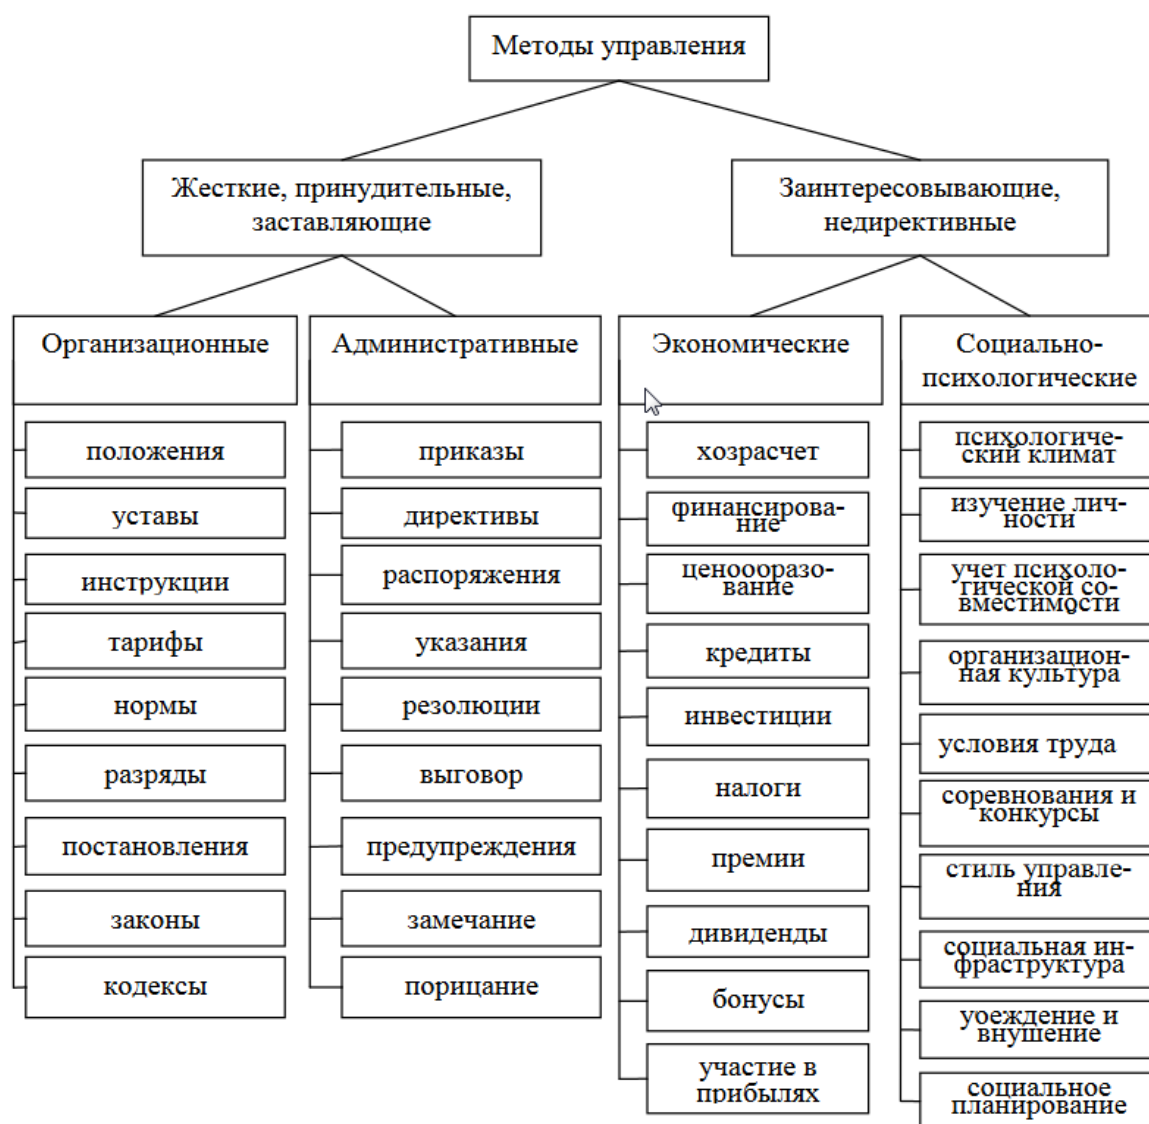 Методы управления
Жесткие, принудительные,
заставляющие
Заинтересовывающие,
недирективные
Организационные
положения
уставы
инструкции
тарифы
нормы
разряды
постановления
законы
кодексы
Административные
приказы
директивы
распоряжения
указания
резолюции
выговор
предупреждения
замечание
порицание
Экономические
хозрасчет
финансирова-
ние
ценообразо-
вание
кредиты
инвестиции
налоги
премии
дивиденды
бонусы
участие в
прибылях
Социально-
психологические
психологиче-
ский климат
изучение лич-
ности
учет психоло-
гической со-
вместимости
организацион-
ная культура
условия труда
соревнования и
конкурсы
стиль управле-
ния
социальная ин-
фраструктура
убеждение и
внушение
социальное
планирование